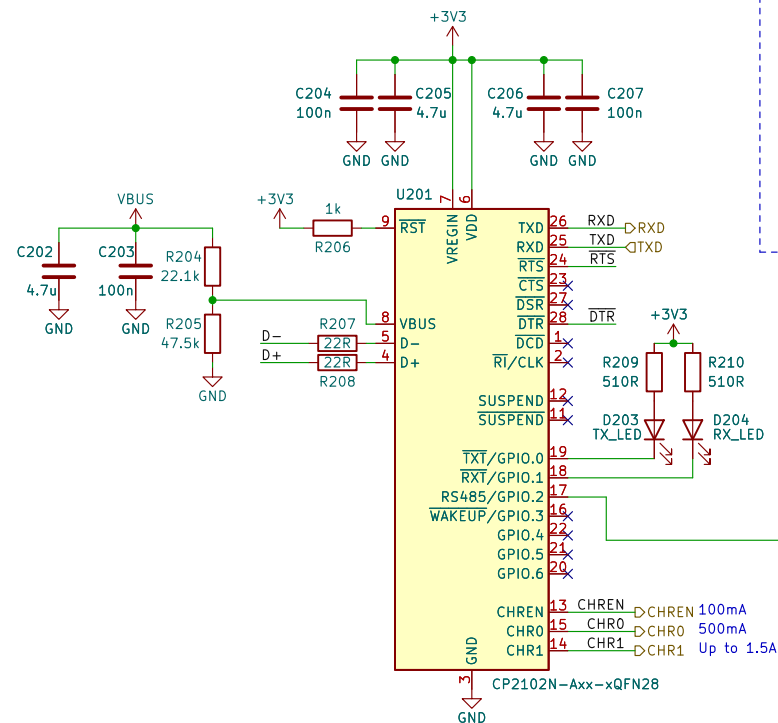 +3V3
C204
100n
C205
4.7u
C206
4.7u
C207
100n
GND
GND
GND
GND
VBUS
+3V3
1k
R206
U201
7
6
VREGIN
VDD
C202
4.7u
C203
100n
R204
22.1k
R205
47.5k
GND
GND
GND
D-
D+
R207
22R
22R
R208
9 RST
8 VBUS
5 D-
4 D+
TXD 26 RXD RXD
RXD 25 TXD TXD
RTS 24 RTS
CTS 23
DSR 27
DTR 28 DTR
DCD 1
RI/CLK 2
SUSPEND 12
SUSPEND 11
TXT/GPIO.0 19
RXT/GPIO.1 18
RS485/GPIO.2 17
WAKEUP/GPIO.3 16
GPIO.4 22
GPIO.5 21
GPIO.6 20
CHREN 13 CHREN CHREN 100mA
CHR0 15 CHR0 CHR0 500mA
CHR1 14 CHR1 CHR1 Up to 1.5A
+3V3
R209
510R
R210
510R
D203
TX_LED
D204
RX_LED
GND
3
CP2102N-Axx-xQFN28
GND